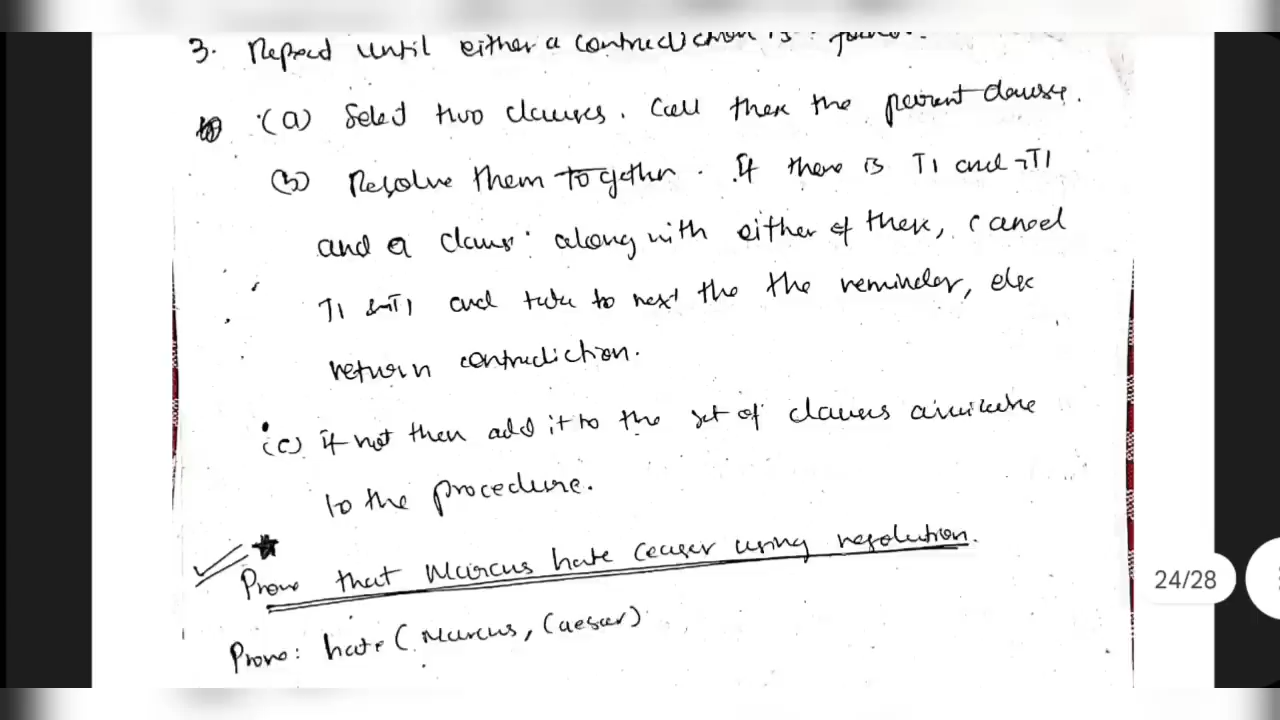 3. Repeat until either a contradiction is found.
(a) Select two clauses. Call them the parent clause.
(b) Resolve them together. If there is T1 and ¬T1
and a clause along with either of them, cancel
T1 & ¬T1 and take to next the the reminder, else
return contradiction.
(c) if not then add it to the set of clauses available
to the procedure.
Prove that Marcus hate Ceaser using resolution.
24/28
Prove: hate (Marcus, Caesar)